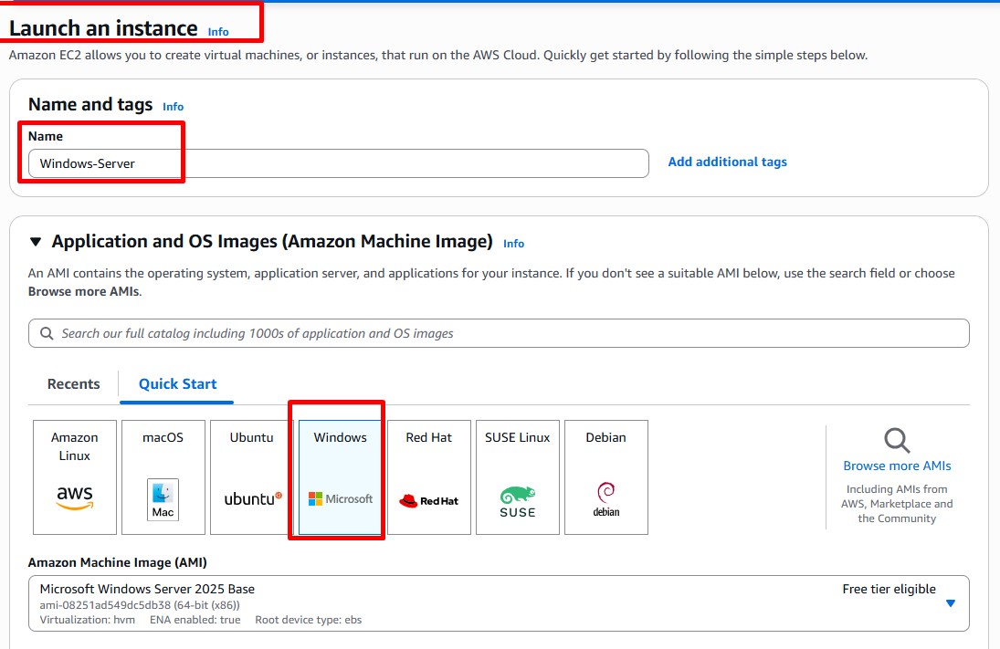 Launch an instance Info
Amazon EC2 allows you to create virtual machines, or instances, that run on the AWS Cloud. Quickly get started by following the simple steps below.
Name and tags Info
Name
Windows-Server
Add additional tags
Application and OS Images (Amazon Machine Image) Info
An AMI contains the operating system, application server, and applications for your instance. If you don't see a suitable AMI below, use the search field or choose
Browse more AMIs.
Search our full catalog including 1000s of application and OS images
Recents
Quick Start
Amazon
Linux
aws
macOS
Mac
Ubuntu
ubuntu
Windows
Microsoft
Red Hat
Red Hat
SUSE Linux
SUSE
Debian
debian
Browse more AMIs
Including AMIs from
AWS, Marketplace and
the Community
Amazon Machine Image (AMI)
Microsoft Windows Server 2025 Base
Free tier eligible
ami-08251ad549dc5db38 (64-bit (x86))
Virtualization: hvm ENA enabled: true Root device type: ebs